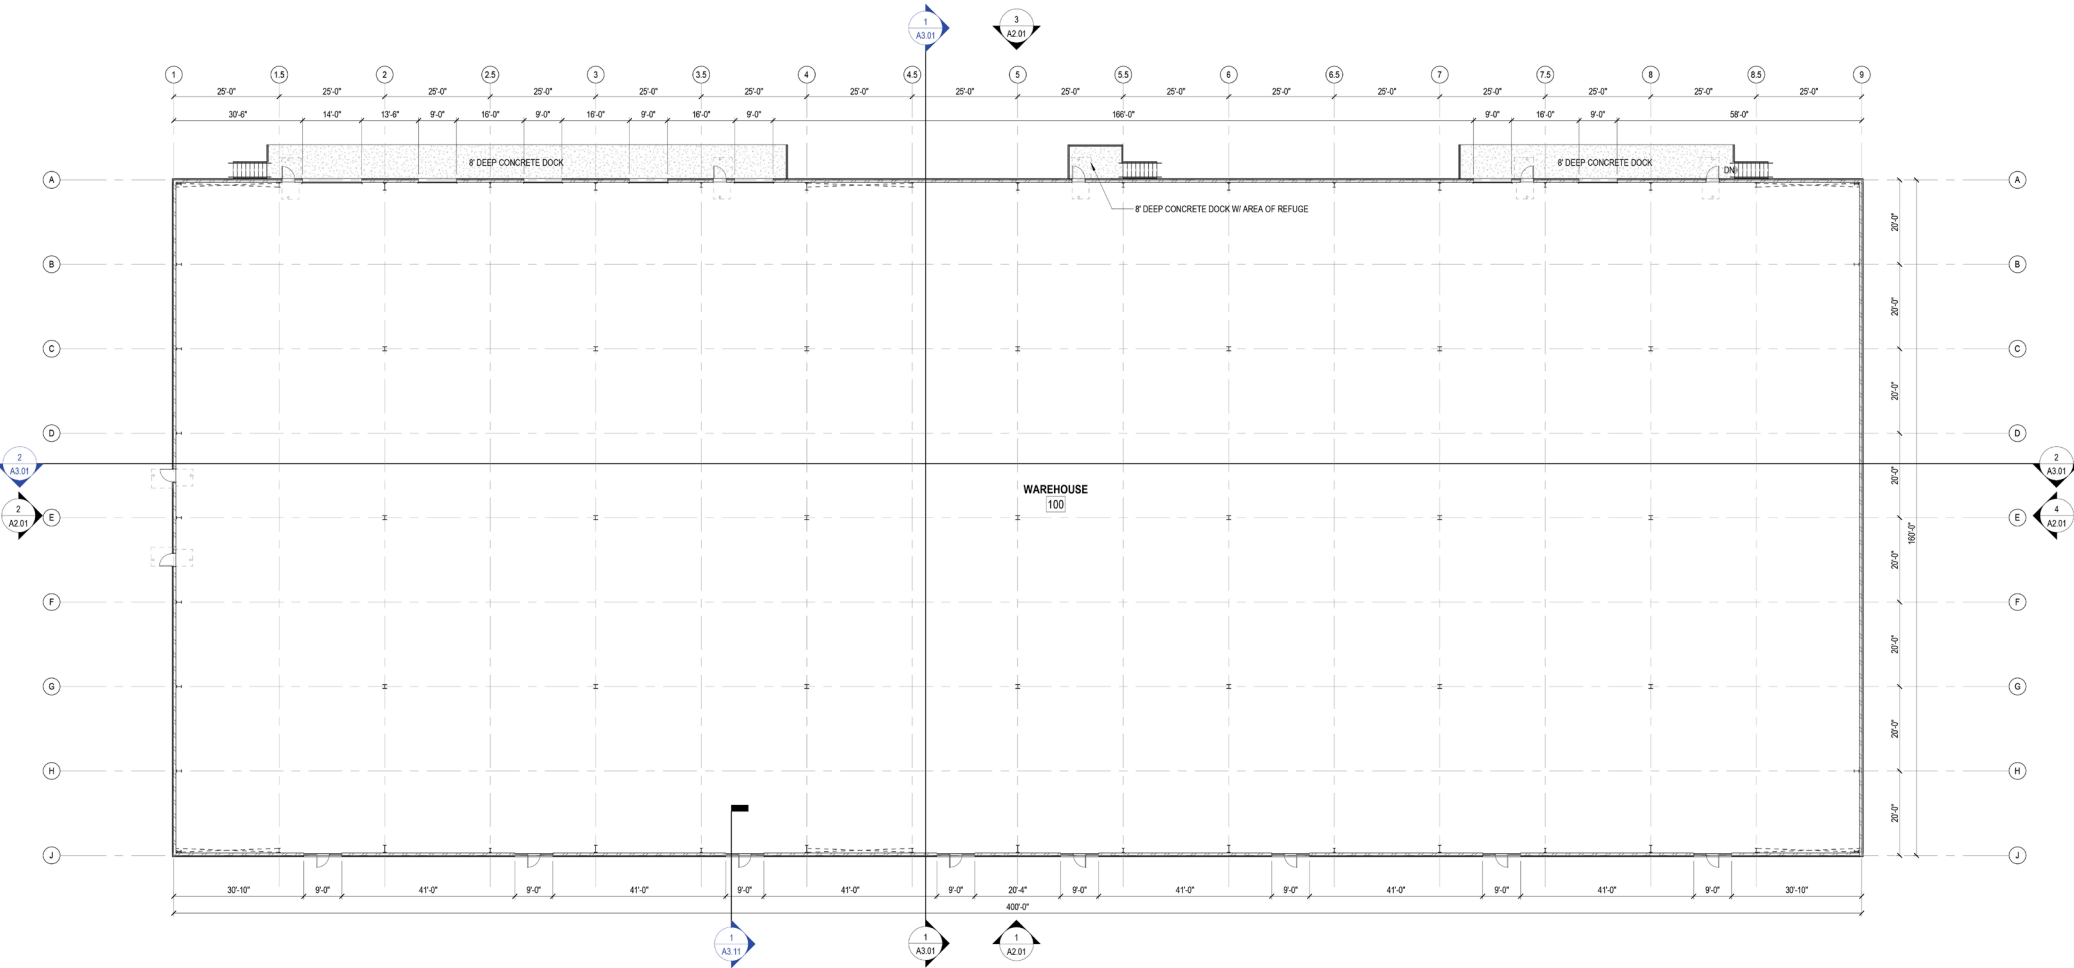 1
A3.01
3
A2.01
1 1.5 2 2.5 3 3.5 4 4.5 5 5.5 6 6.5 7 7.5 8 8.5 9
25'-0" 25'-0" 25'-0" 25'-0" 25'-0" 25'-0" 25'-0" 25'-0" 25'-0" 25'-0" 25'-0" 25'-0" 25'-0" 25'-0" 25'-0" 25'-0"
30'-6" 14'-0" 13'-6" 9'-0" 16'-0" 9'-0" 16'-0" 9'-0" 16'-0" 9'-0" 166'-0" 9'-0" 16'-0" 9'-0" 58'-0"
8' DEEP CONCRETE DOCK
8' DEEP CONCRETE DOCK
DN
A
A
8' DEEP CONCRETE DOCK W/ AREA OF REFUGE
20'-0"
B
B
20'-0"
C
C
20'-0"
D
D
2
A3.01
2
A3.01
20'-0"
WAREHOUSE
100
2
A2.01
E
E
4
A2.01
160'-0"
20'-0"
F
F
20'-0"
G
G
20'-0"
H
H
20'-0"
J
J
30'-10" 9'-0" 41'-0" 9'-0" 41'-0" 9'-0" 41'-0" 9'-0" 20'-4" 9'-0" 41'-0" 9'-0" 41'-0" 9'-0" 41'-0" 9'-0" 30'-10"
400'-0"
1
A3.11
1
A3.01
1
A2.01